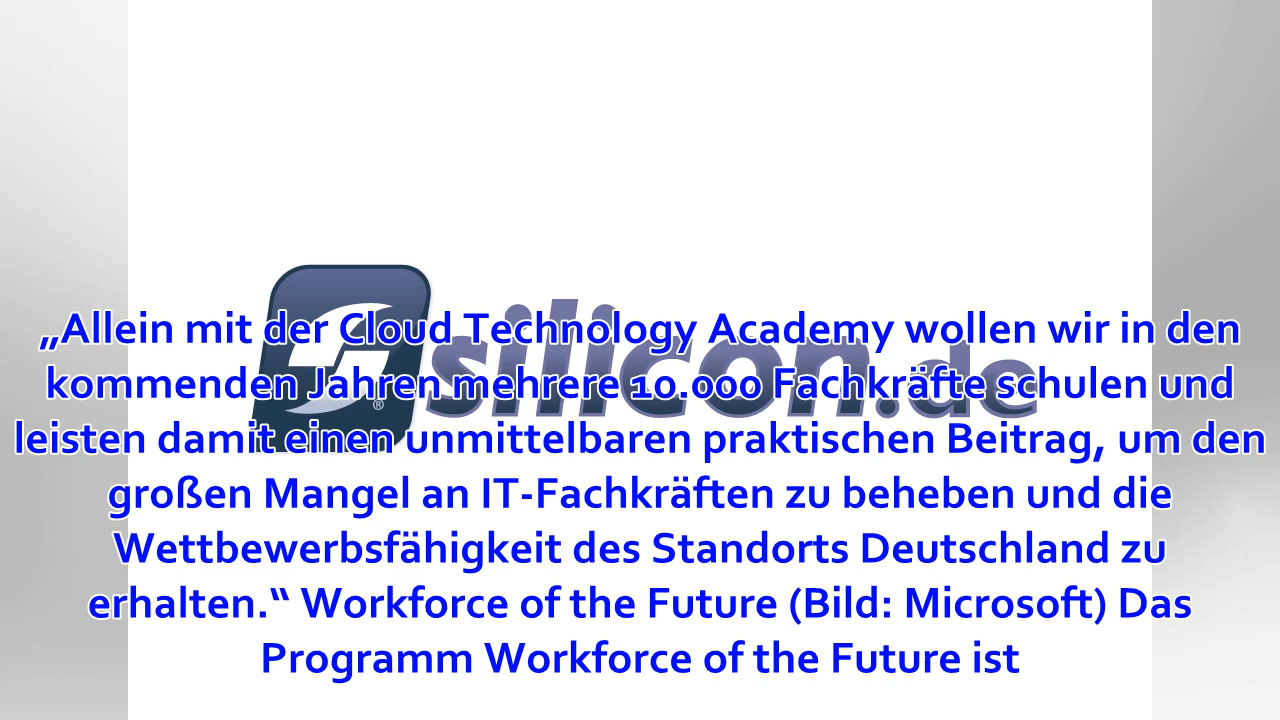 „Allein mit der Cloud Technology Academy wollen wir in den
kommenden Jahren mehrere 10.000 Fachkräfte schulen und
leisten damit einen unmittelbaren praktischen Beitrag, um den
großen Mangel an IT-Fachkräften zu beheben und die
Wettbewerbsfähigkeit des Standorts Deutschland zu
erhalten.“ Workforce of the Future (Bild: Microsoft) Das
Programm Workforce of the Future ist
silicon.de
®